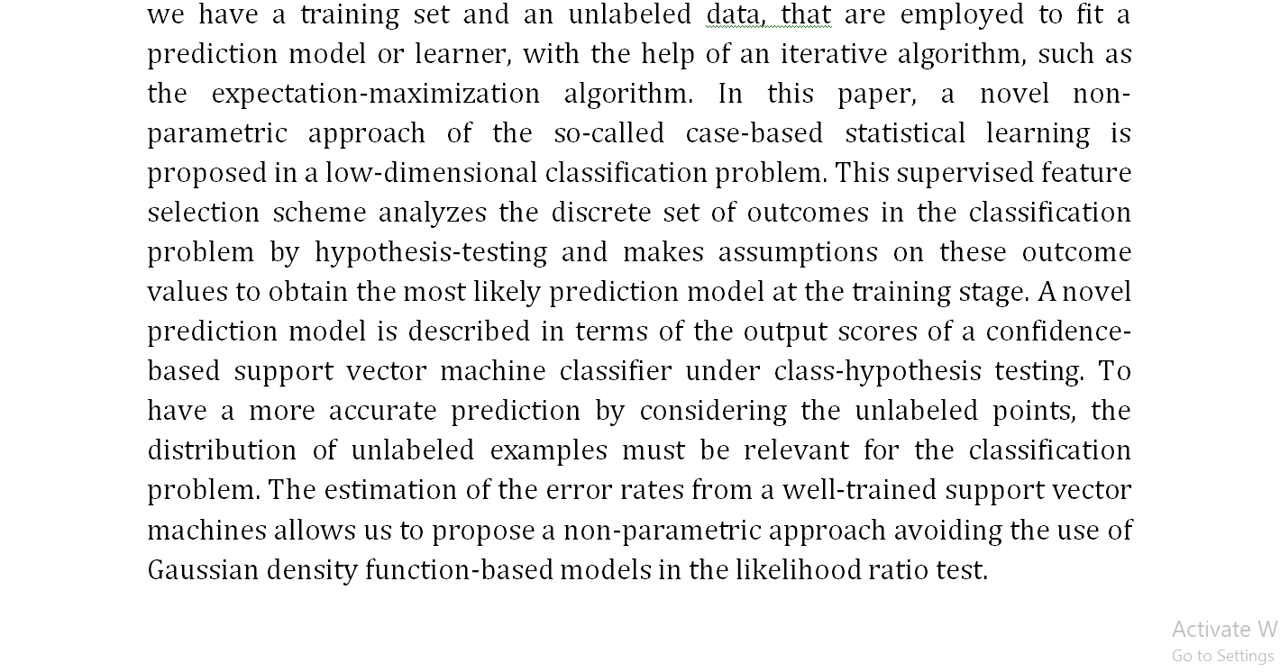 we have a training set and an unlabeled data, that are employed to fit a
prediction model or learner, with the help of an iterative algorithm, such as
the expectation-maximization algorithm. In this paper, a novel non-
parametric approach of the so-called case-based statistical learning is
proposed in a low-dimensional classification problem. This supervised feature
selection scheme analyzes the discrete set of outcomes in the classification
problem by hypothesis-testing and makes assumptions on these outcome
values to obtain the most likely prediction model at the training stage. A novel
prediction model is described in terms of the output scores of a confidence-
based support vector machine classifier under class-hypothesis testing. To
have a more accurate prediction by considering the unlabeled points, the
distribution of unlabeled examples must be relevant for the classification
problem. The estimation of the error rates from a well-trained support vector
machines allows us to propose a non-parametric approach avoiding the use of
Gaussian density function-based models in the likelihood ratio test.
Activate W
Go to Settings